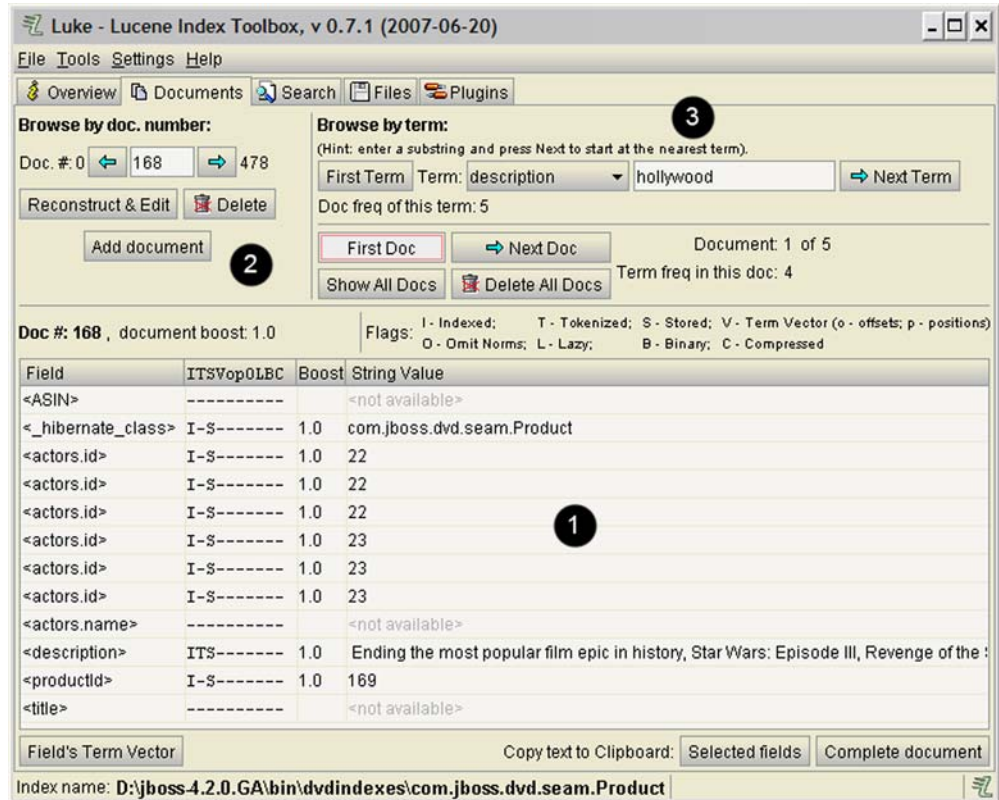 Luke - Lucene Index Toolbox, v 0.7.1 (2007-06-20)
File Tools Settings Help
Overview Documents Search Files Plugins
Browse by doc. number:
Doc. #: 0 168 478
Reconstruct & Edit Delete
Add document
2
Browse by term:
3
(Hint: enter a substring and press Next to start at the nearest term).
First Term Term: description hollywood Next Term
Doc freq of this term: 5
First Doc Next Doc Document: 1 of 5
Show All Docs Delete All Docs Term freq in this doc: 4
Doc #: 168 , document boost: 1.0
Flags: I - Indexed; T - Tokenized; S - Stored; V - Term Vector (o - offsets; p - positions)
O - Omit Norms; L - Lazy; B - Binary; C - Compressed
Field ITSVopOLBC Boost String Value
<ASIN> ---------- <not available>
<_hibernate_class> I-S------- 1.0 com.jboss.dvd.seam.Product
<actors.id> I-S------- 1.0 22
<actors.id> I-S------- 1.0 22
<actors.id> I-S------- 1.0 22
<actors.id> I-S------- 1.0 23
<actors.id> I-S------- 1.0 23
<actors.id> I-S------- 1.0 23
1
<actors.name> ---------- <not available>
<description> ITS------- 1.0 Ending the most popular film epic in history, Star Wars: Episode III, Revenge of the
<productId> I-S------- 1.0 169
<title> ---------- <not available>
Field's Term Vector Copy text to Clipboard: Selected fields Complete document
Index name: D:\jboss-4.2.0.GA\bin\dvdindexes\com.jboss.dvd.seam.Product